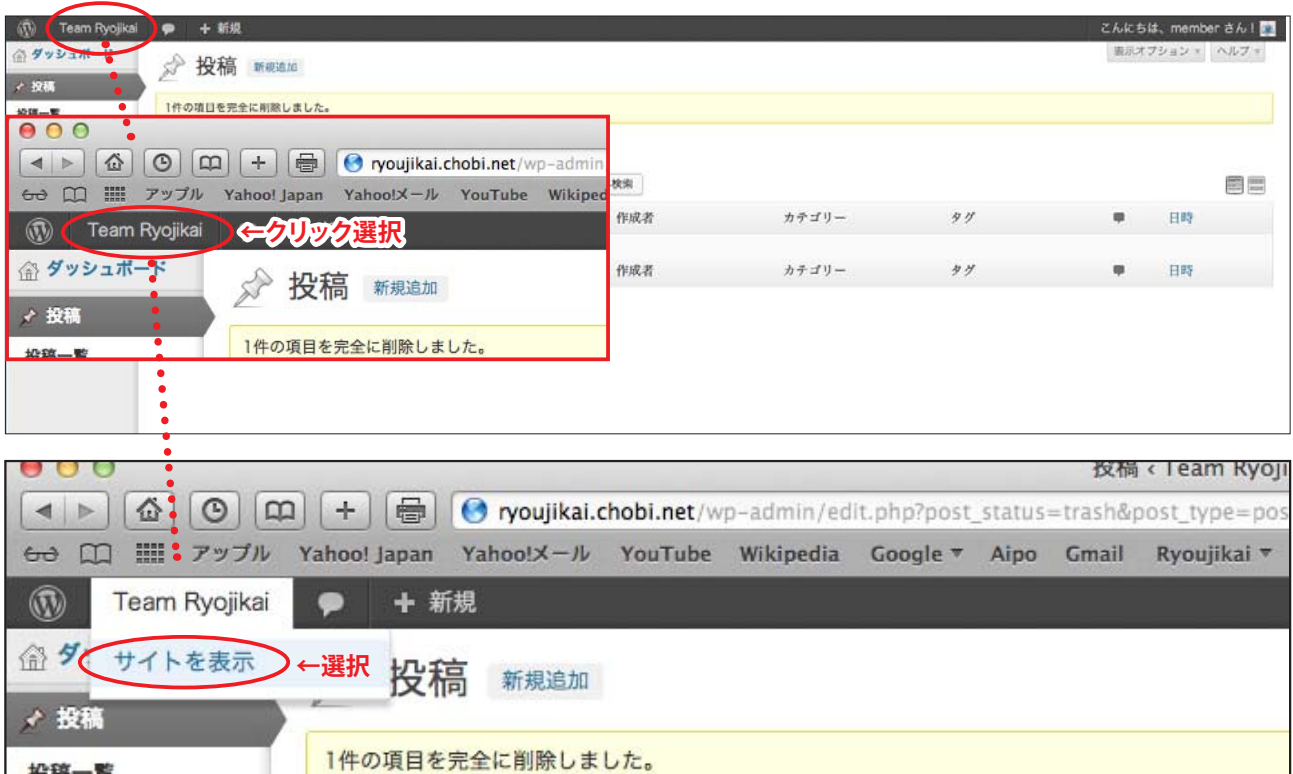 Team Ryojikai + 新規 こんにちは、member さん！
ダッシュボード
投稿 新規追加 表示オプション ヘルプ
投稿
投稿一覧 1件の項目を完全に削除しました。
検索
作成者 カテゴリー タグ 日時
作成者 カテゴリー タグ 日時
ryoujikai.chobi.net/wp-admin
アップル Yahoo! Japan Yahoo!メール YouTube Wikiped
Team Ryojikai ←クリック選択
ダッシュボード
投稿 新規追加
投稿
1件の項目を完全に削除しま した。
投稿一覧
投稿 ‹ Team Ryoji
ryoujikai.chobi.net/wp-admin/edit.php?post_status=trash&post_type=pos
アップル Yahoo! Japan Yahoo!メール YouTube Wikipedia Google ▼ Aipo Gmail Ryoujikai ▼
Team Ryojikai + 新規
ダ
サイトを表示 ←選択
投稿 新規追加
投稿
1件の項目を完全に削除しました。
投稿一覧